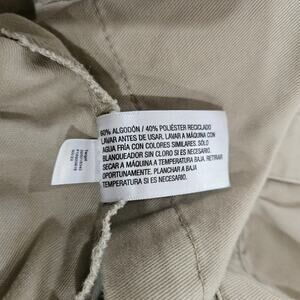 60% ALGODÓN / 40% POLIÉSTER RECICLADO
LAVAR ANTES DE USAR. LAVAR A MÁQUINA CON
AGUA FRÍA CON COLORES SIMILARES. SÓLO
BLANQUEADOR SIN CLORO SI ES NECESARIO.
SECAR A MÁQUINA A TEMPERATURA BAJA. RETIRAR
OPORTUNAMENTE. PLANCHAR A BAJA
TEMPERATURA SI ES NECESARIO.